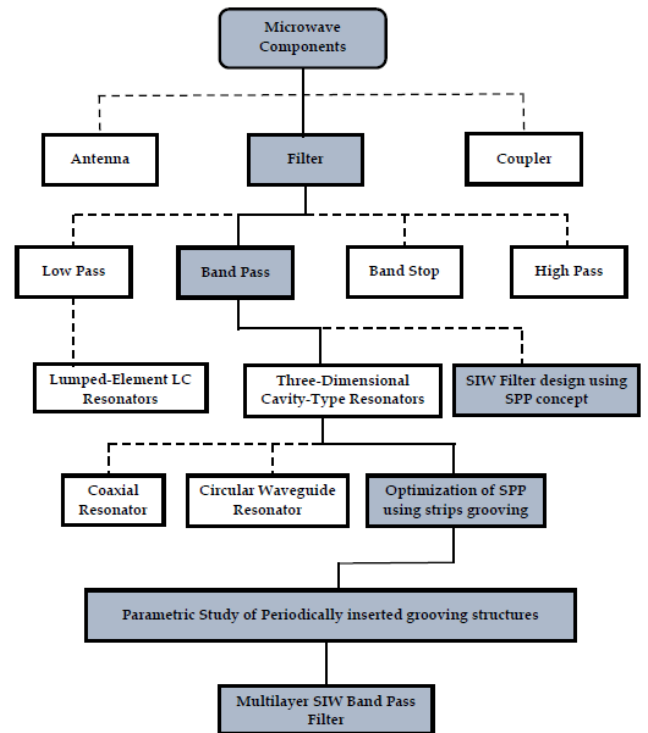 Microwave
Components
Antenna
Filter
Coupler
Low Pass
Band Pass
Band Stop
High Pass
Lumped-Element LC
Resonators
Three-Dimensional
Cavity-Type Resonators
SIW Filter design using
SPP concept
Coaxial
Resonator
Circular Waveguide
Resonator
Optimization of SPP
using strips grooving
Parametric Study of Periodically inserted grooving structures
Multilayer SIW Band Pass
Filter